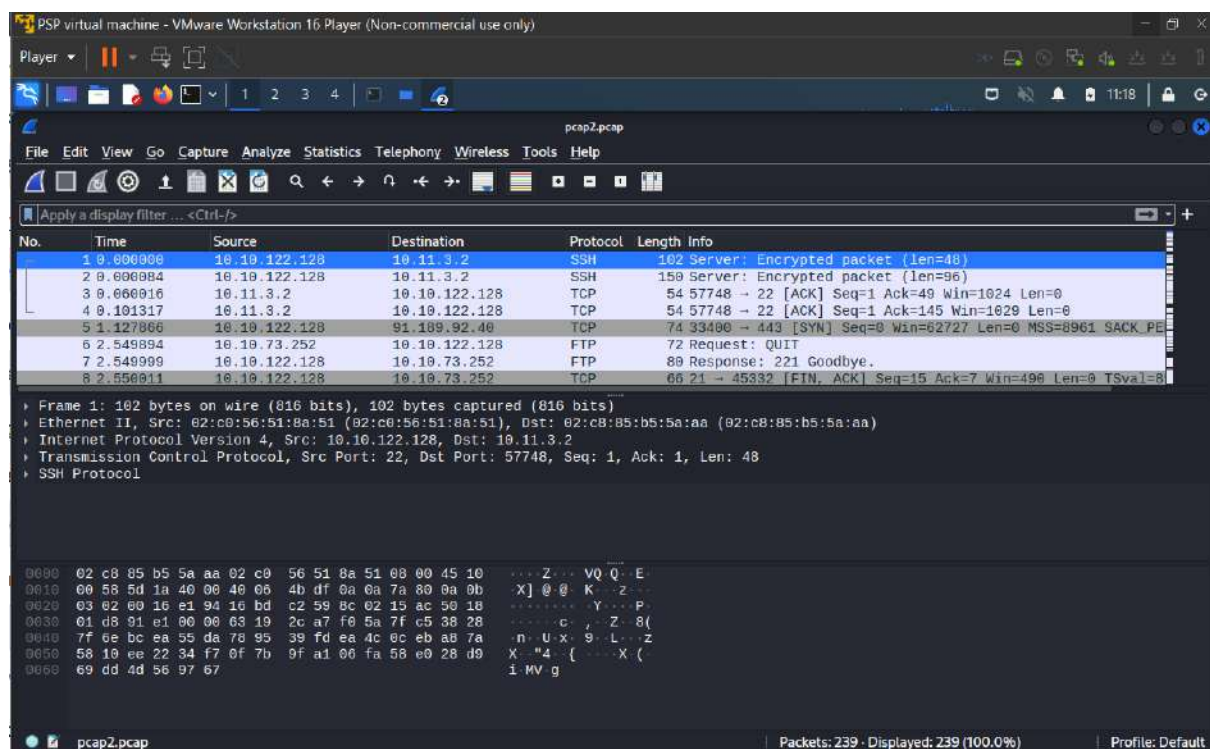 PSP virtual machine - VMware Workstation 16 Player (Non-commercial use only)
Player
1 2 3 4
2
11:18
pcap2.pcap
File Edit View Go Capture Analyze Statistics Telephony Wireless Tools Help
Apply a display filter ... <Ctrl-/>
No. Time Source Destination Protocol Length Info
1 0.000000 10.10.122.128 10.11.3.2 SSH 102 Server: Encrypted packet (len=48)
2 0.000084 10.10.122.128 10.11.3.2 SSH 150 Server: Encrypted packet (len=96)
3 0.060016 10.11.3.2 10.10.122.128 TCP 54 57748 → 22 [ACK] Seq=1 Ack=49 Win=1024 Len=0
4 0.101317 10.11.3.2 10.10.122.128 TCP 54 57748 → 22 [ACK] Seq=1 Ack=145 Win=1029 Len=0
5 1.127866 10.10.122.128 91.189.92.40 TCP 74 33400 → 443 [SYN] Seq=0 Win=62727 Len=0 MSS=8961 SACK_PE
6 2.549894 10.10.73.252 10.10.122.128 FTP 72 Request: QUIT
7 2.549999 10.10.122.128 10.10.73.252 FTP 80 Response: 221 Goodbye.
8 2.550011 10.10.122.128 10.10.73.252 TCP 66 21 → 45332 [FIN, ACK] Seq=15 Ack=7 Win=490 Len=0 TSval=8
Frame 1: 102 bytes on wire (816 bits), 102 bytes captured (816 bits)
Ethernet II, Src: 02:c0:56:51:8a:51 (02:c0:56:51:8a:51), Dst: 02:c8:85:b5:5a:aa (02:c8:85:b5:5a:aa)
Internet Protocol Version 4, Src: 10.10.122.128, Dst: 10.11.3.2
Transmission Control Protocol, Src Port: 22, Dst Port: 57748, Seq: 1, Ack: 1, Len: 48
SSH Protocol
0000 02 c8 85 b5 5a aa 02 c0 56 51 8a 51 08 00 45 10 ····Z··· VQ·Q··E·
0010 00 58 5d 1a 40 00 40 06 4b df 0a 0a 7a 80 0a 0b ·X]·@·@· K···z···
0020 03 02 00 16 e1 94 16 bd c2 59 8c 02 15 ac 50 18 ········ ·Y····P·
0030 01 d8 91 e1 00 00 63 19 2c a7 f0 5a 7f c5 38 28 ······c· ,··Z··8(
0040 7f 6e bc ea 55 da 78 95 39 fd ea 4c 0c eb a8 7a ·n··U·x· 9··L···z
0050 58 10 ee 22 34 f7 0f 7b 9f a1 06 fa 58 e0 28 d9 X··"4··{ ····X·(·
0060 69 dd 4d 56 97 67 i·MV·g
pcap2.pcap Packets: 239 · Displayed: 239 (100.0%) Profile: Default